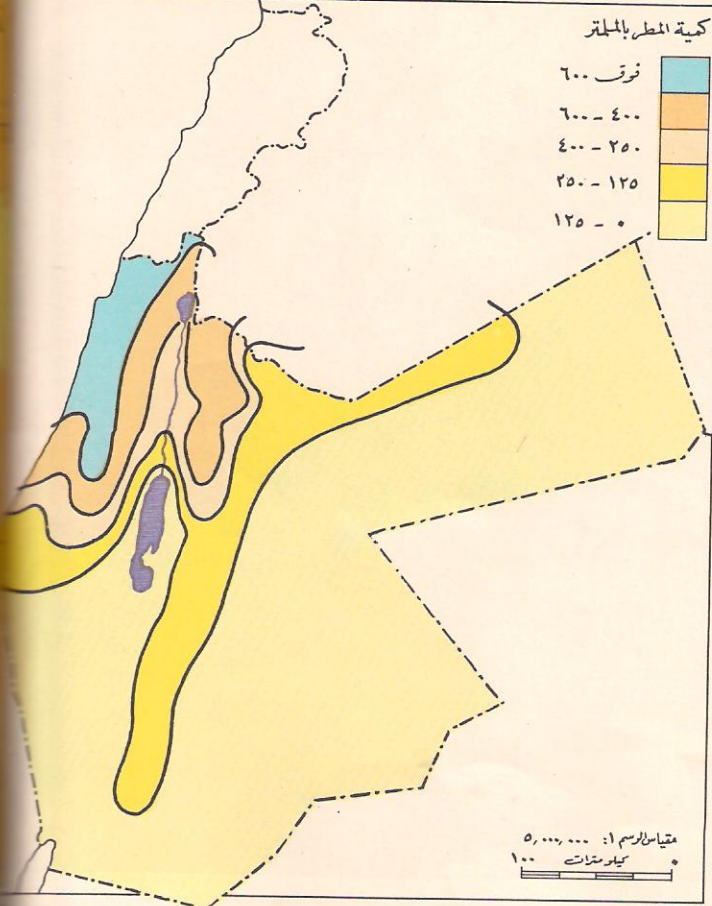 كمية المطر بالملمتر
فوق ٦٠٠
٤٠٠ - ٦٠٠
٢٥٠ - ٤٠٠
١٢٥ - ٢٥٠
٠ - ١٢٥
مقياس الرسم ١: ٥,٠٠٠,٠٠٠
١٠٠ كيلومترات ٠